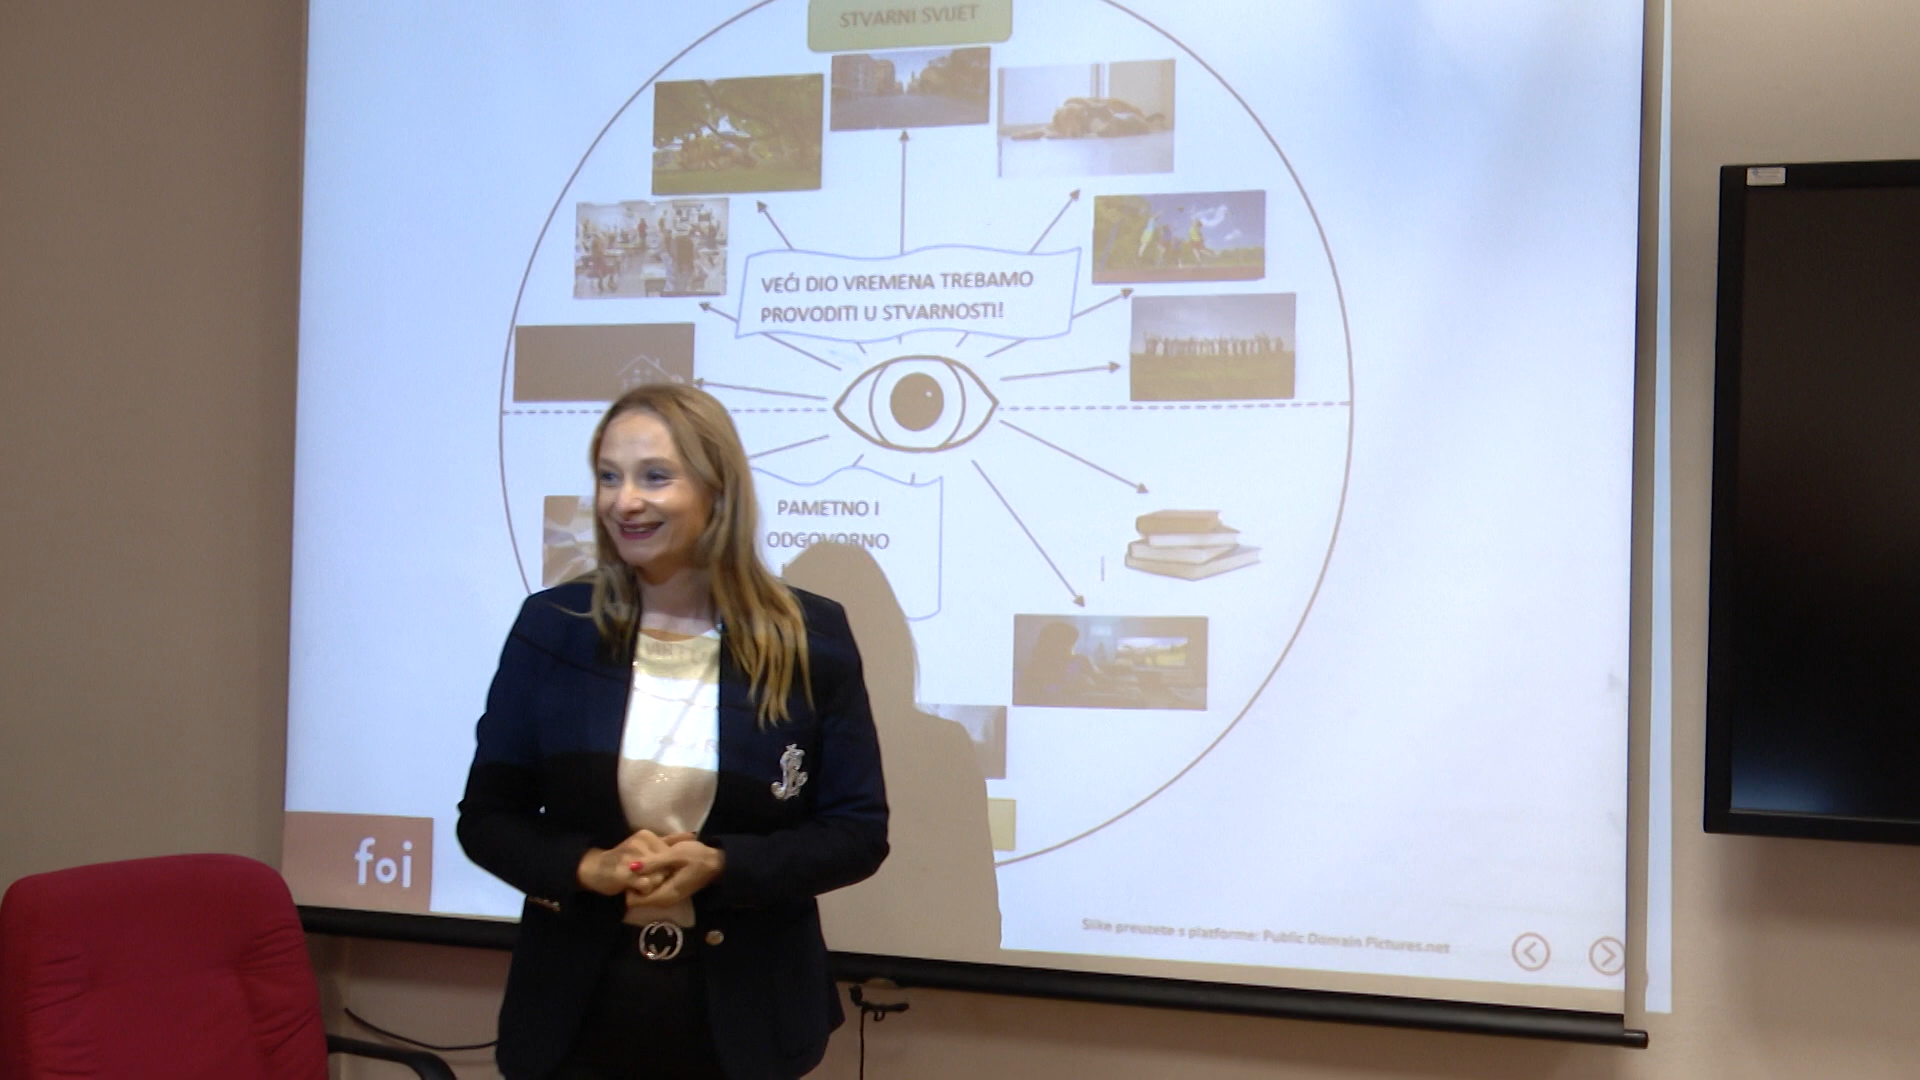 STVARNI SVIJET
VEĆI DIO VREMENA TREBAMO
PROVODITI U STVARNOSTI!
PAMETNO I
ODGOVORNO
foi
Slike preuzete s platforme: Public Domain Pictures.net